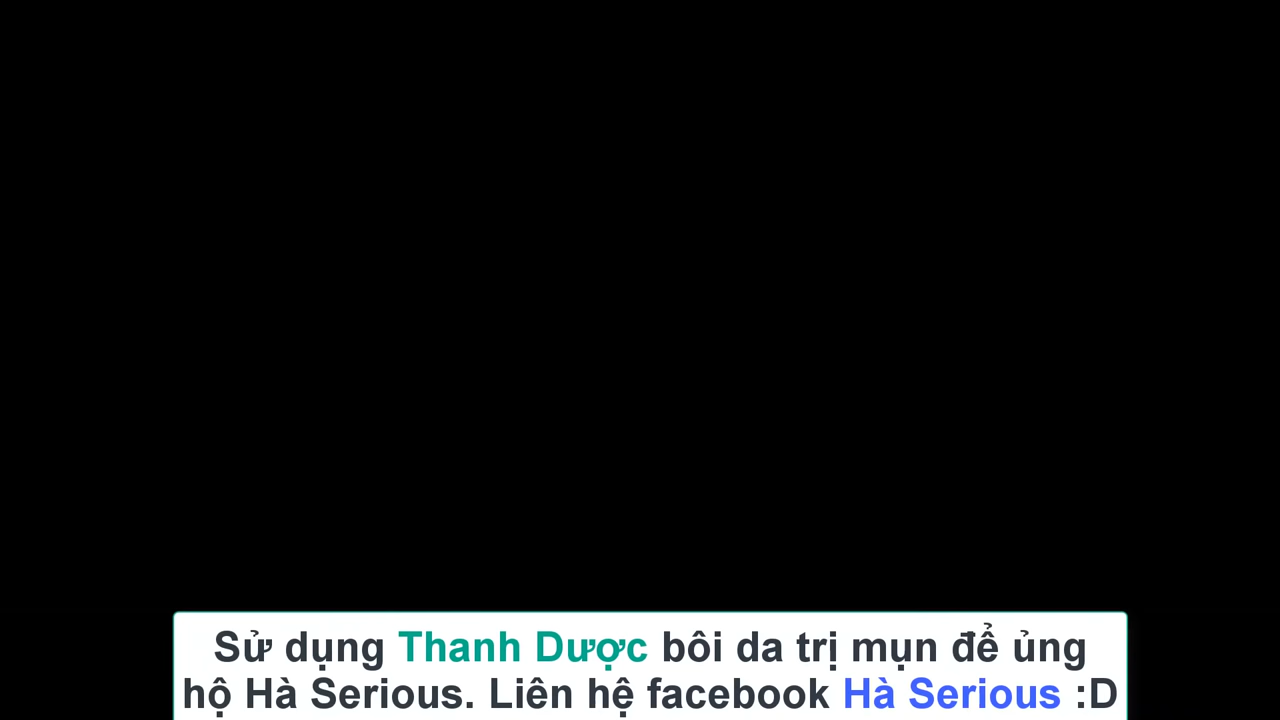 Sử dụng Thanh Dược bôi da trị mụn để ủng
hộ Hà Serious. Liên hệ facebook Hà Serious :D